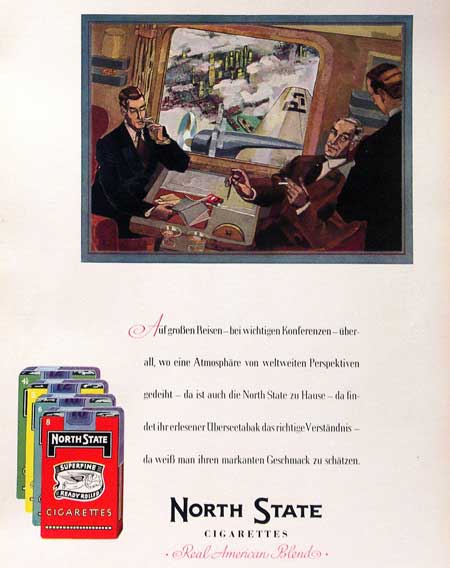 Auf großen Reisen – bei wichtigen Konferenzen – über-
all, wo eine Atmosphäre von weltweiten Perspektiven
gedeiht – da ist auch die North State zu Hause – da fin-
det ihr erlesener Überseetabak das richtige Verständnis –
da weiß man ihren markanten Geschmack zu schätzen.
8
NORTH STATE
SUPERFINE
READY ROLLED
CIGARETTES
NORTH STATE
CIGARETTES
Real American Blend